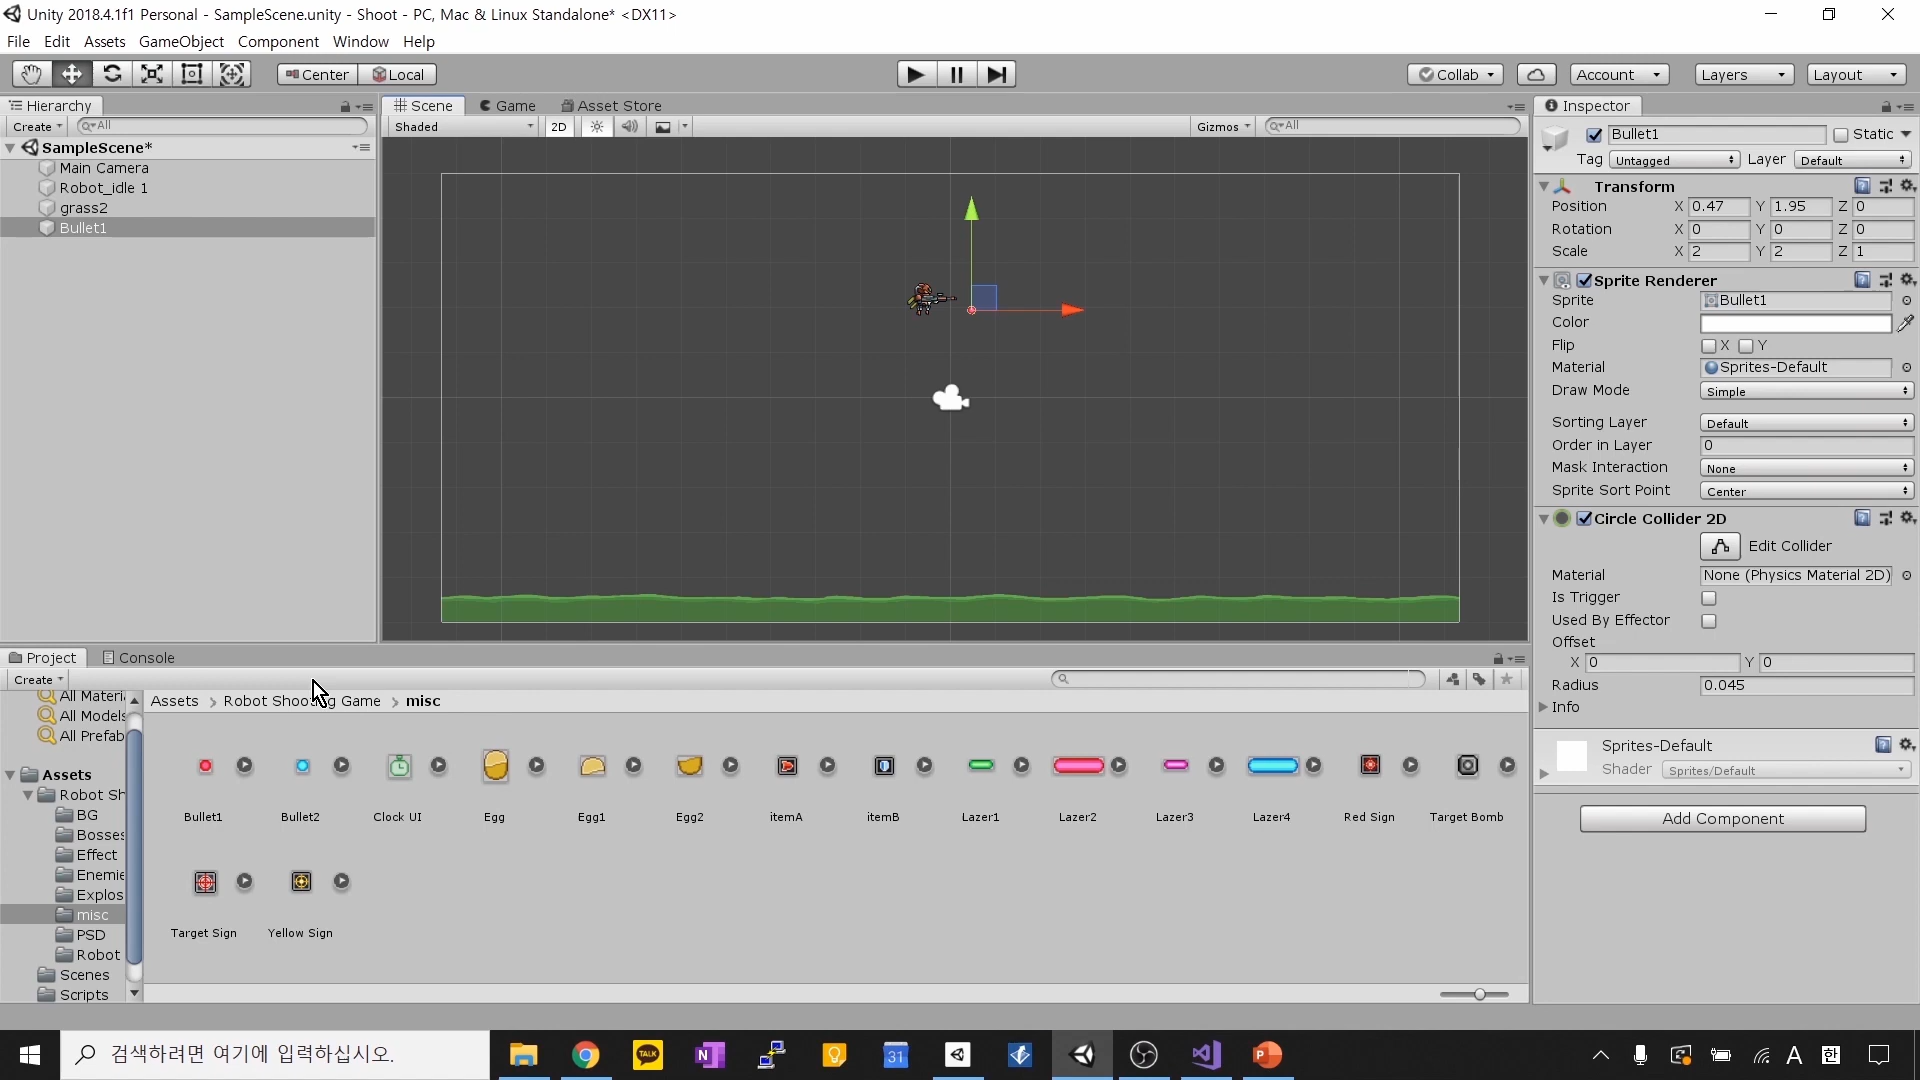 Unity 2018.4.1f1 Personal - SampleScene.unity - Shoot - PC, Mac & Linux Standalone* <DX11>
File Edit Assets GameObject Component Window Help
Center Local Collab Account Layers Layout
Hierarchy
Create All
SampleScene*
Main Camera
Robot_idle 1
grass2
Bullet1
Scene Game Asset Store
Shaded 2D Gizmos All
Inspector
Bullet1 Static
Tag Untagged Layer Default
Transform
Position X 0.47 Y 1.95 Z 0
Rotation X 0 Y 0 Z 0
Scale X 2 Y 2 Z 1
Sprite Renderer
Sprite Bullet1
Color
Flip X Y
Material Sprites-Default
Draw Mode Simple
Sorting Layer Default
Order in Layer 0
Mask Interaction None
Sprite Sort Point Center
Circle Collider 2D
Edit Collider
Material None (Physics Material 2D)
Is Trigger
Used By Effector
Offset
X 0 Y 0
Radius 0.045
Info
Sprites-Default
Shader Sprites/Default
Add Component
Project Console
Create
All Materi
All Models
All Prefab
Assets
Robot Sh
BG
Bosses
Effect
Enemie
Explos
misc
PSD
Robot
Scenes
Scripts
Assets > Robot Shooting Game > misc
Bullet1 Bullet2 Clock UI Egg Egg1 Egg2 itemA itemB Lazer1 Lazer2 Lazer3 Lazer4 Red Sign Target Bomb
Target Sign Yellow Sign
검색하려면 여기에 입력하십시오.
TALK
N
31
P
A 한